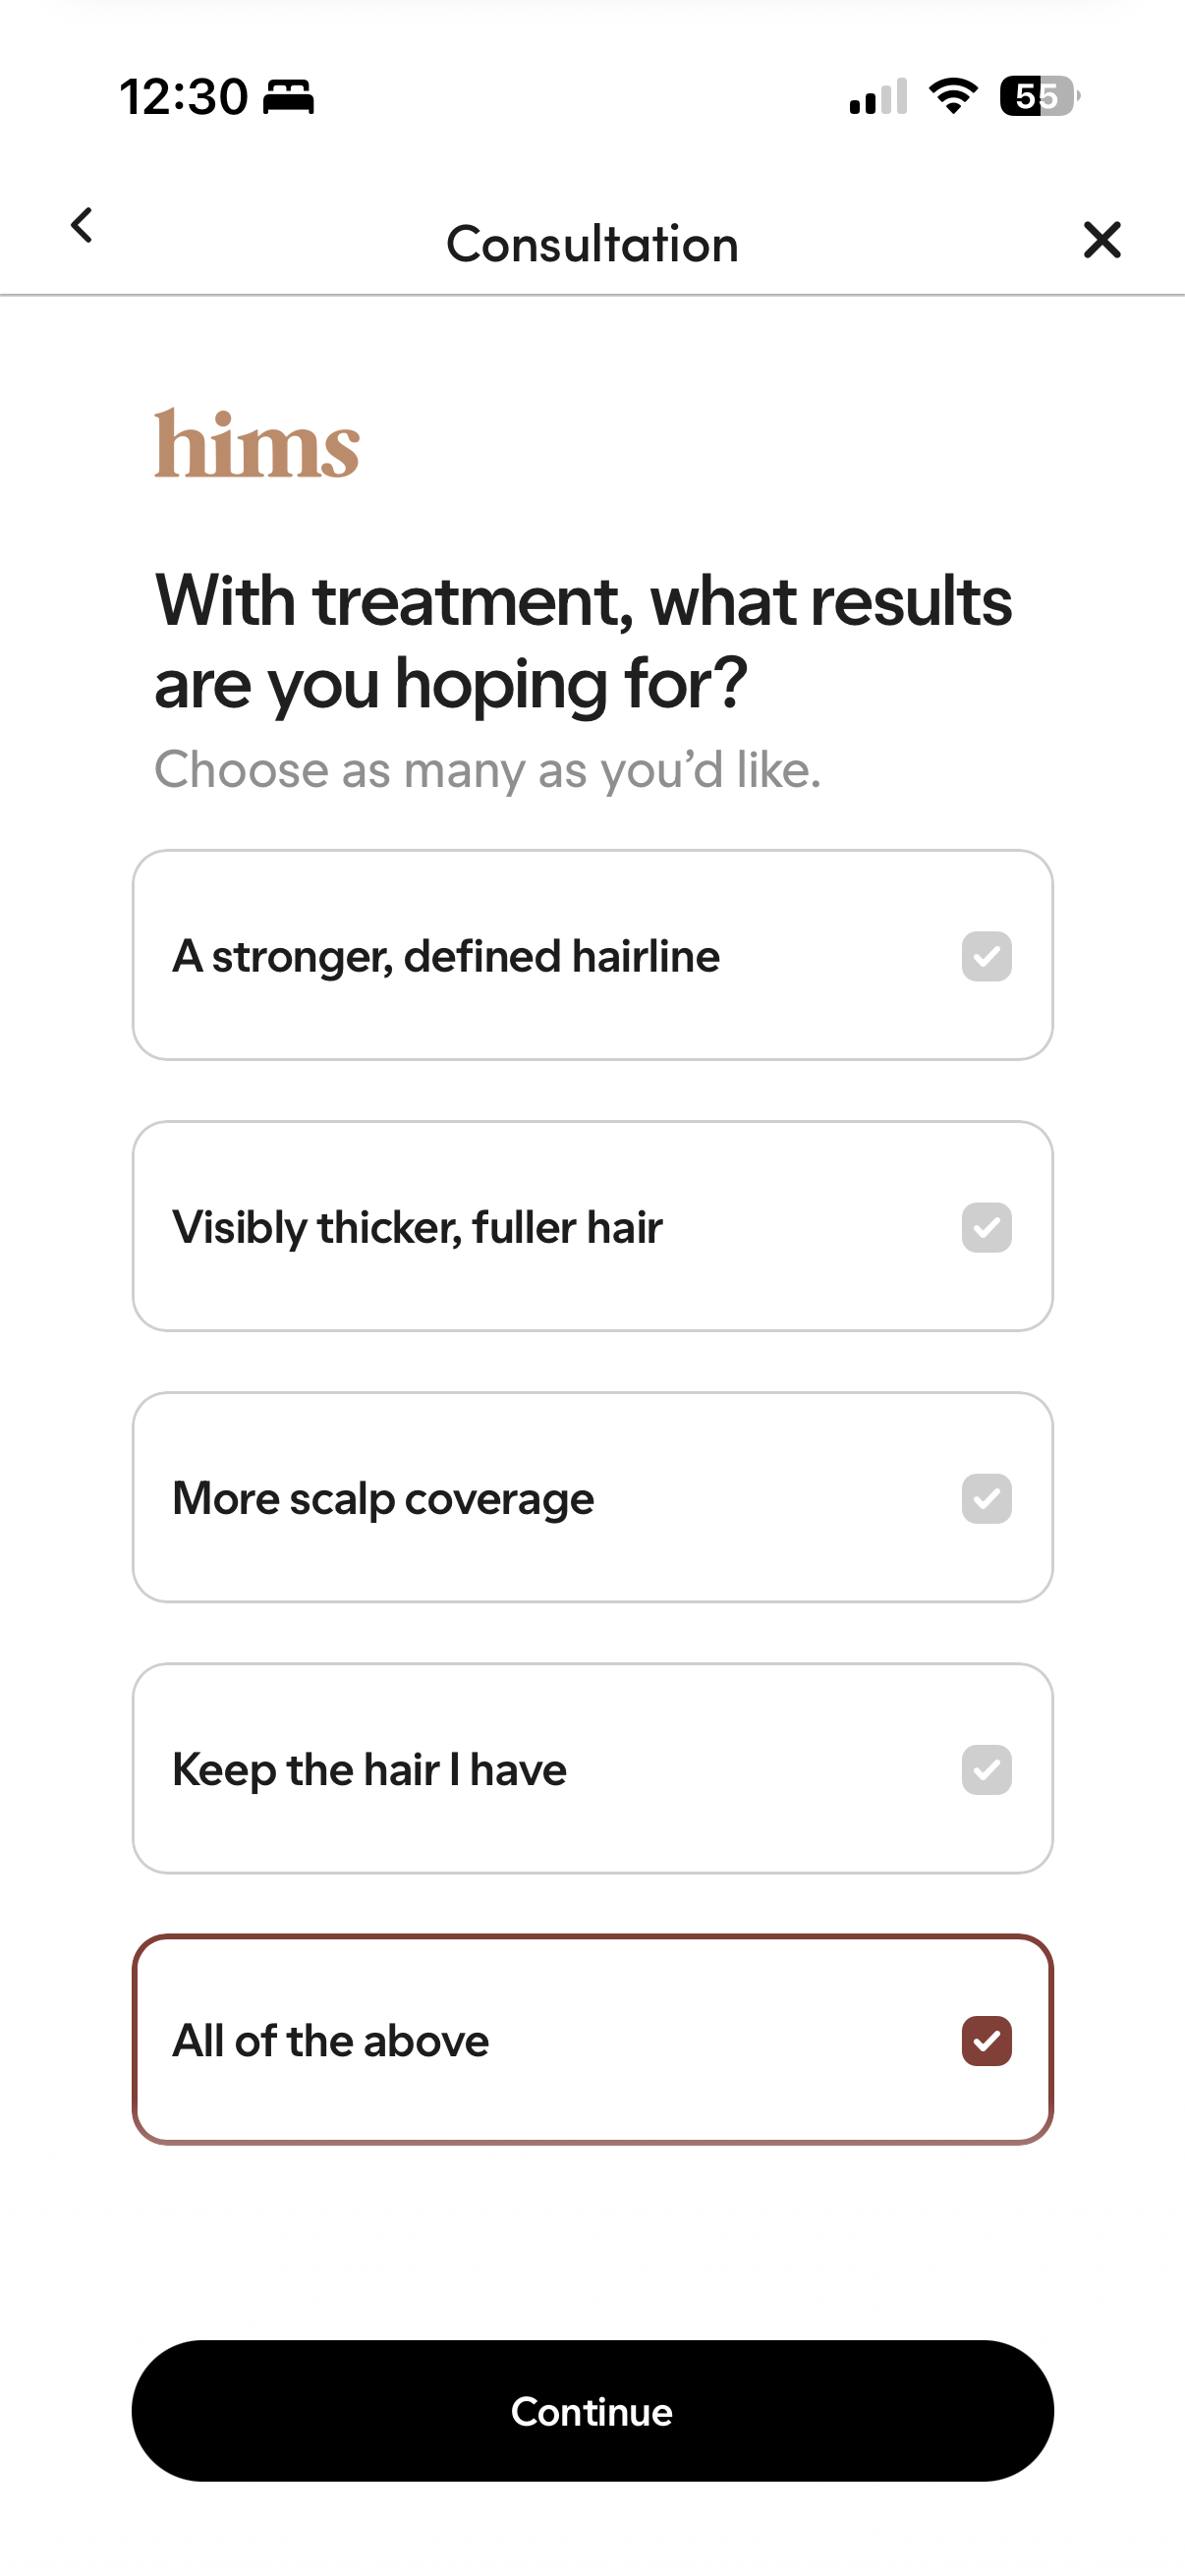 12:30
55
Consultation
hims
With treatment, what results
are you hoping for?
Choose as many as you’d like.
A stronger, defined hairline
Visibly thicker, fuller hair
More scalp coverage
Keep the hair I have
All of the above
Continue